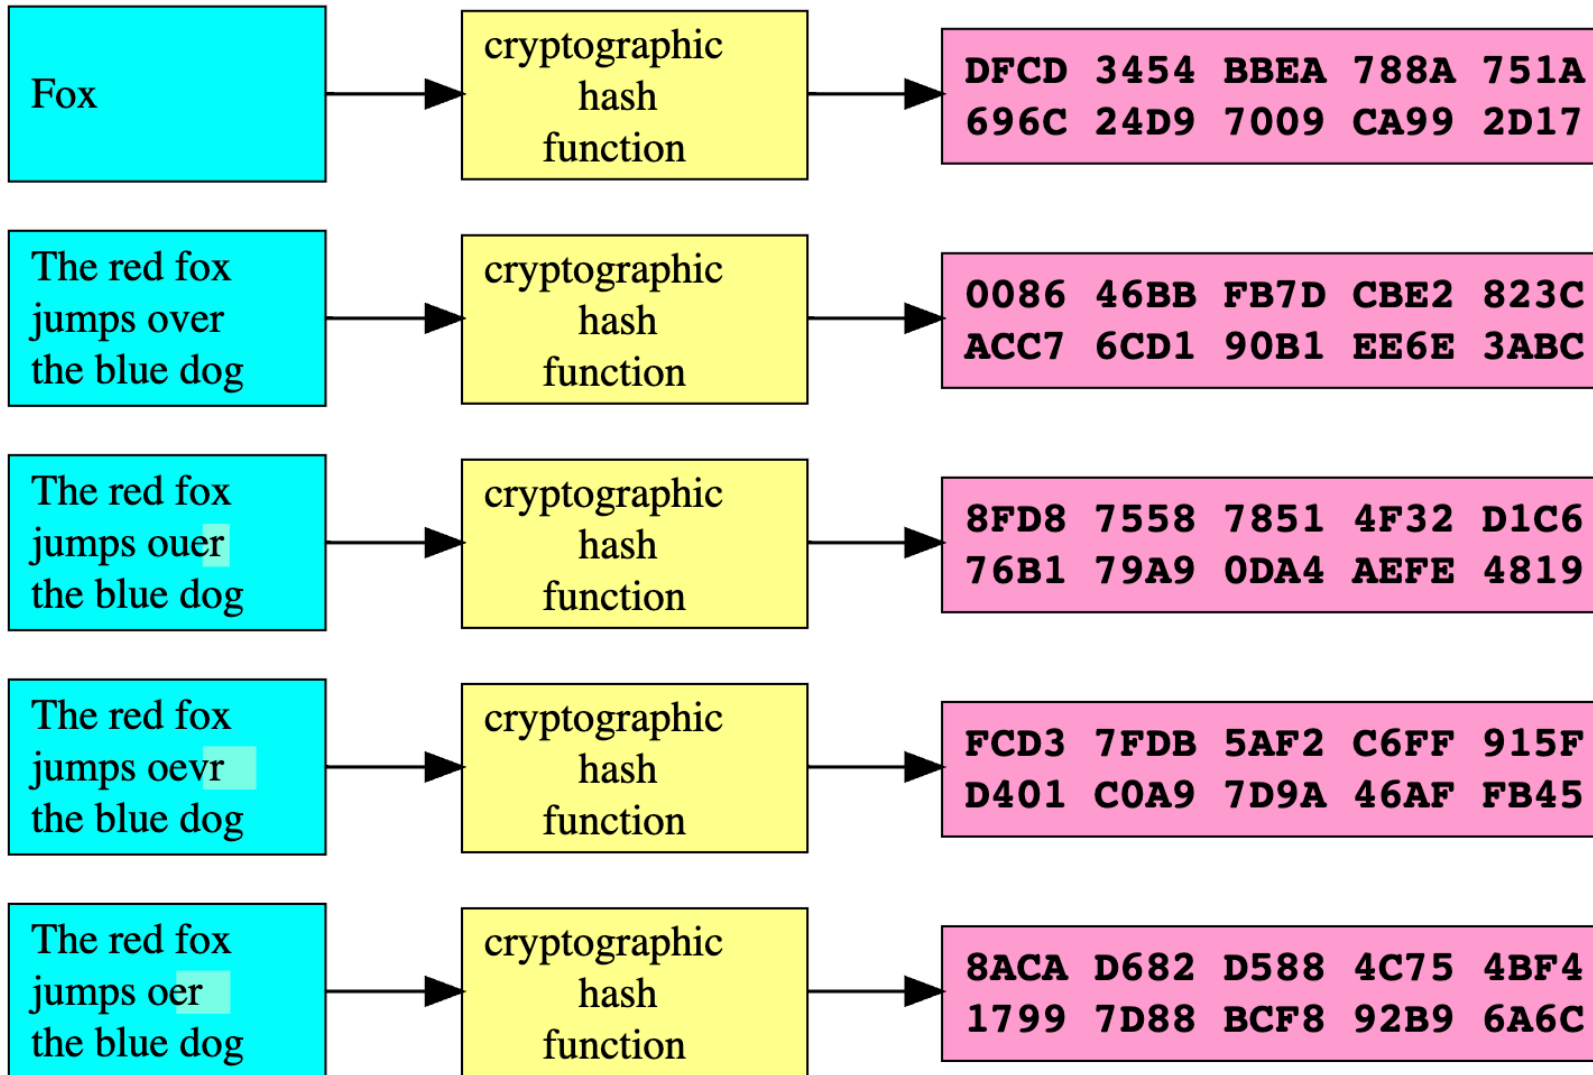 Fox
cryptographic
hash
function
DFCD 3454 BBEA 788A 751A
696C 24D9 7009 CA99 2D17
The red fox
jumps over
the blue dog
cryptographic
hash
function
0086 46BB FB7D CBE2 823C
ACC7 6CD1 90B1 EE6E 3ABC
The red fox
jumps ouer
the blue dog
cryptographic
hash
function
8FD8 7558 7851 4F32 D1C6
76B1 79A9 0DA4 AEFE 4819
The red fox
jumps oevr
the blue dog
cryptographic
hash
function
FCD3 7FDB 5AF2 C6FF 915F
D401 C0A9 7D9A 46AF FB45
The red fox
jumps oer
the blue dog
cryptographic
hash
function
8ACA D682 D588 4C75 4BF4
1799 7D88 BCF8 92B9 6A6C